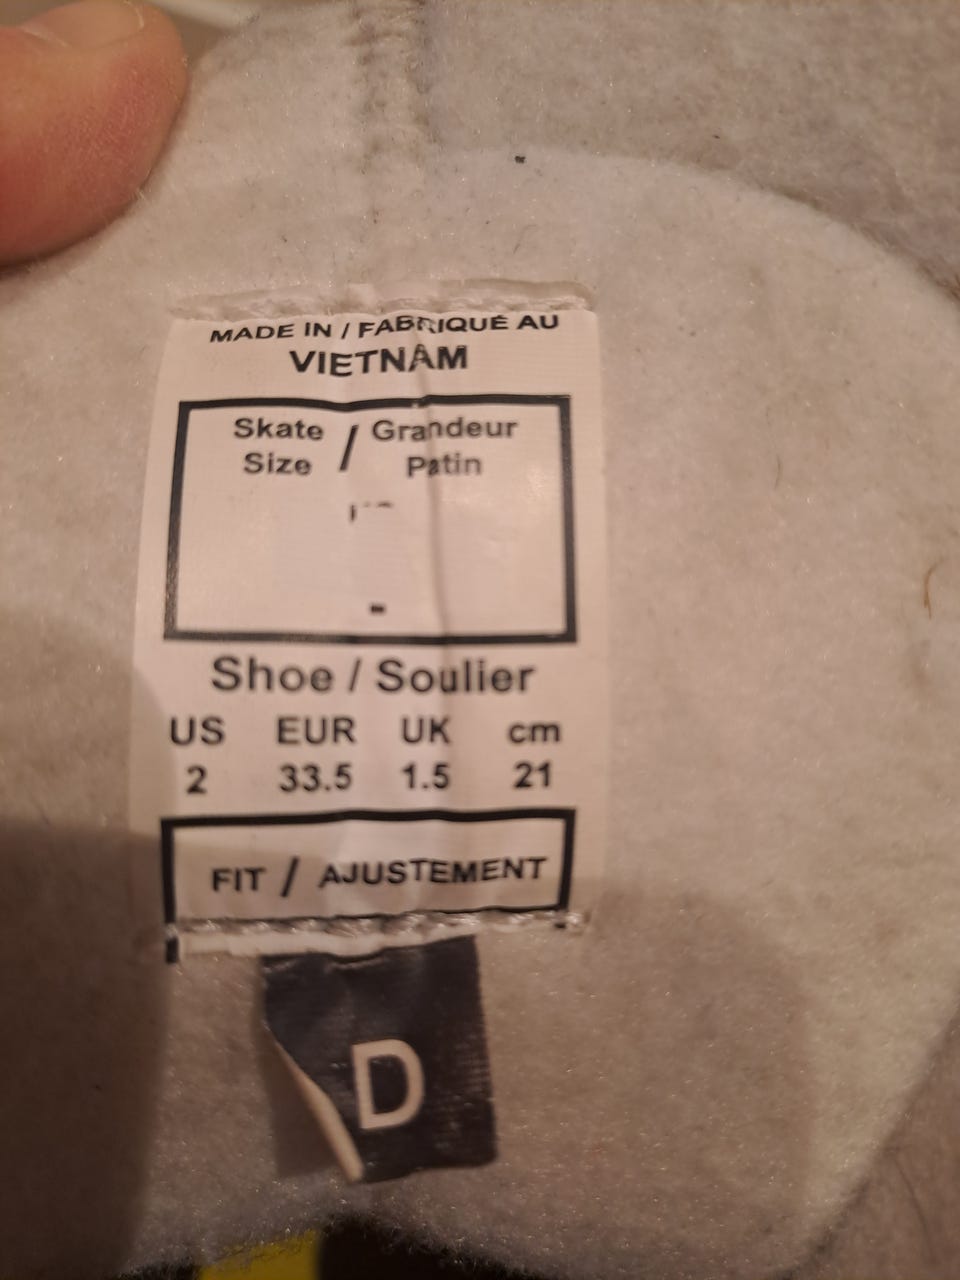 MADE IN / FABRIQUÉ AU
VIETNAM
Skate / Grandeur
Size Patin
Shoe / Soulier
US EUR UK cm
2 33.5 1.5 21
FIT / AJUSTEMENT
D